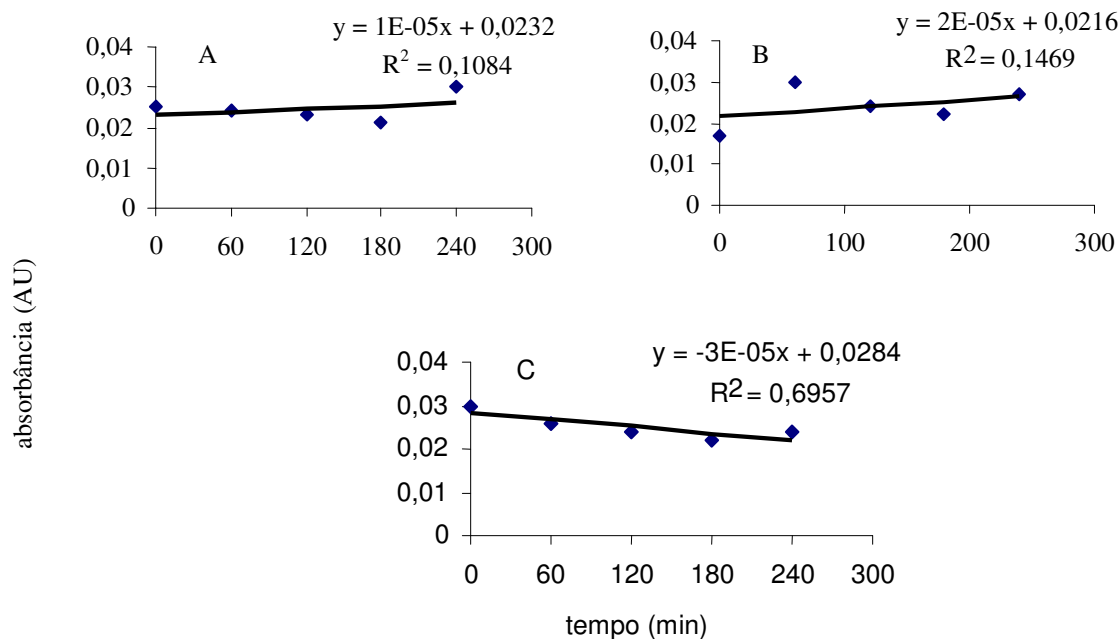 y = 1E-05x + 0,0232
R² = 0,1084
A
0,04
0,03
0,02
0,01
0
0 60 120 180 240 300
y = 2E-05x + 0,0216
R2 = 0,1469
B
0,04
0,03
0,02
0,01
0
0 100 200 300
absorbância (AU)
y = -3E-05x + 0,0284
R2 = 0,6957
C
0,04
0,03
0,02
0,01
0
0 60 120 180 240 300
tempo (min)